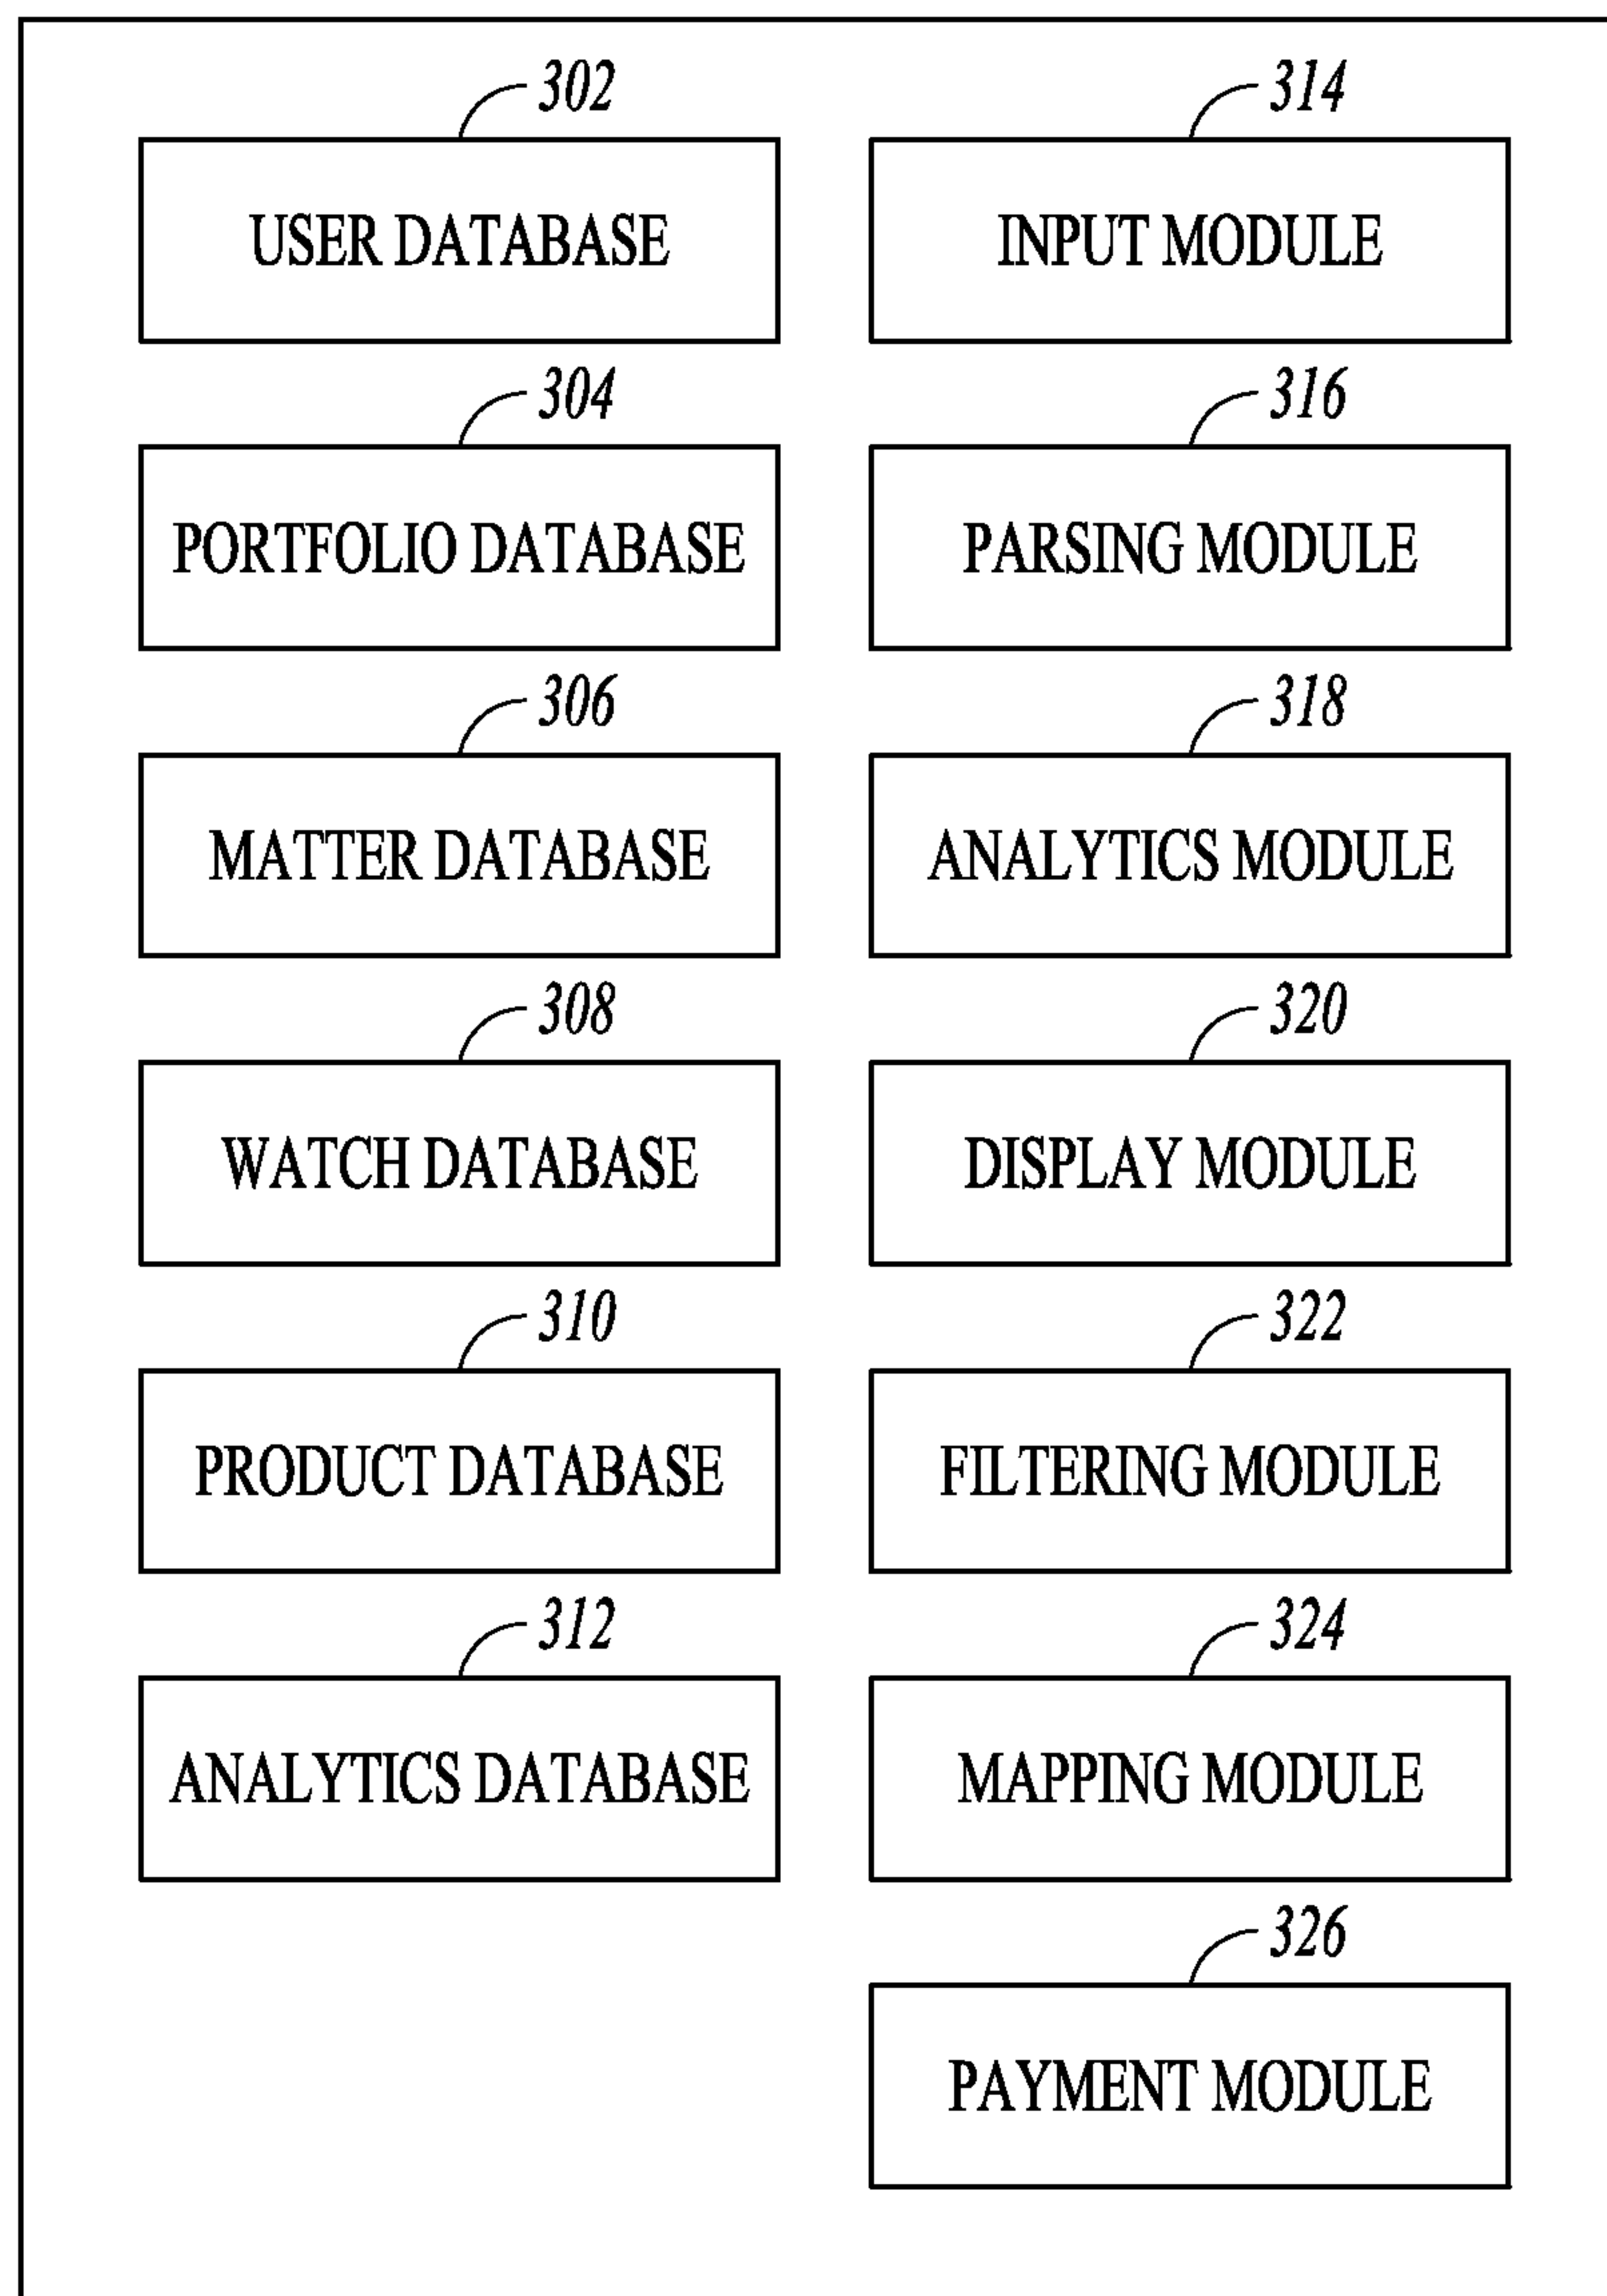 302
USER DATABASE
314
INPUT MODULE
304
PORTFOLIO DATABASE
316
PARSING MODULE
306
MATTER DATABASE
318
ANALYTICS MODULE
308
WATCH DATABASE
320
DISPLAY MODULE
310
PRODUCT DATABASE
322
FILTERING MODULE
312
ANALYTICS DATABASE
324
MAPPING MODULE
326
PAYMENT MODULE